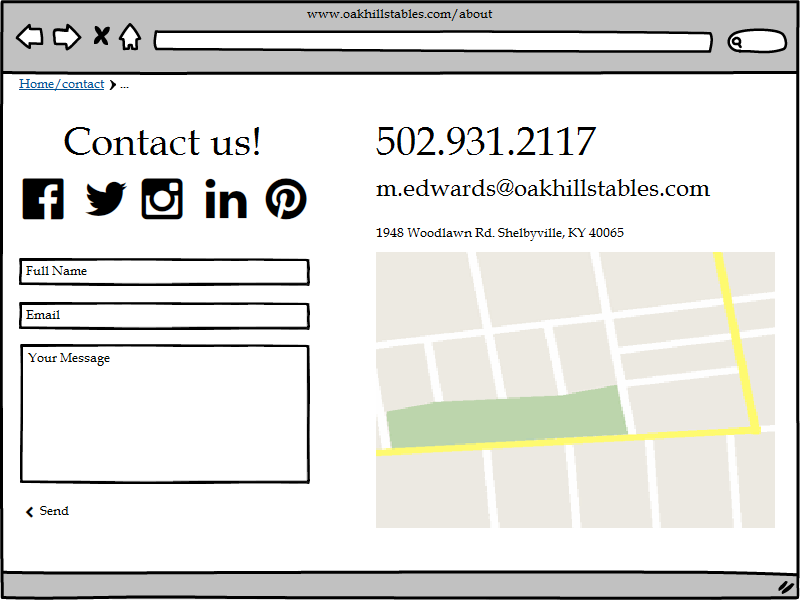 www.oakhillstables.com/about
Home/contact > ...
Contact us!
502.931.2117
m.edwards@oakhillstables.com
1948 Woodlawn Rd. Shelbyville, KY 40065
Full Name
Email
Your Message
Send